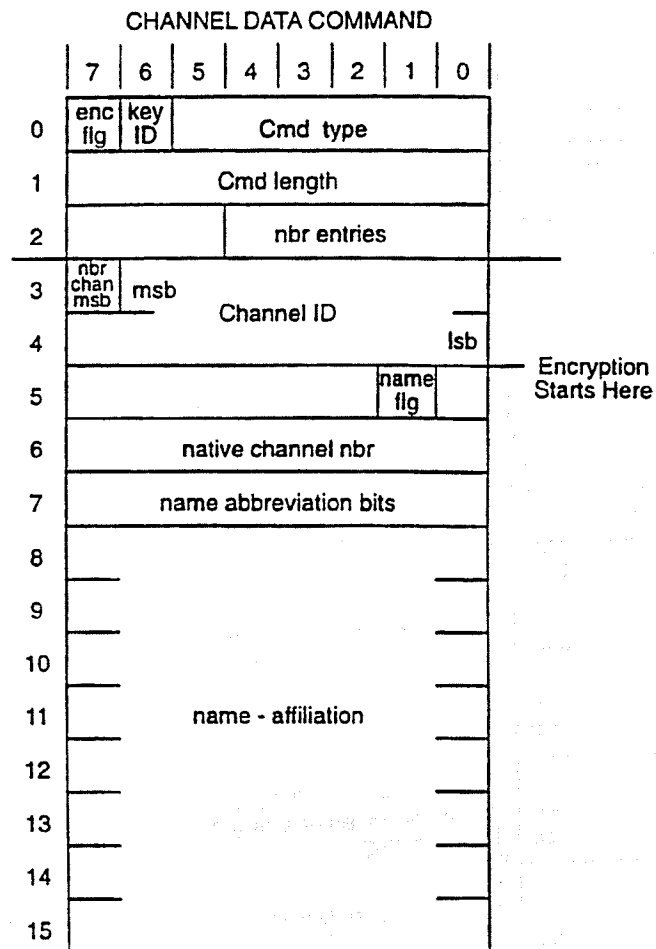 CHANNEL DATA COMMAND
7 6 5 4 3 2 1 0
0 enc flg key ID Cmd type
1 Cmd length
2 nbr entries
3 nbr chan msb msb
Channel ID
4 lsb
Encryption Starts Here
5 name flg
6 native channel nbr
7 name abbreviation bits
8
9
10
11 name - affiliation
12
13
14
15